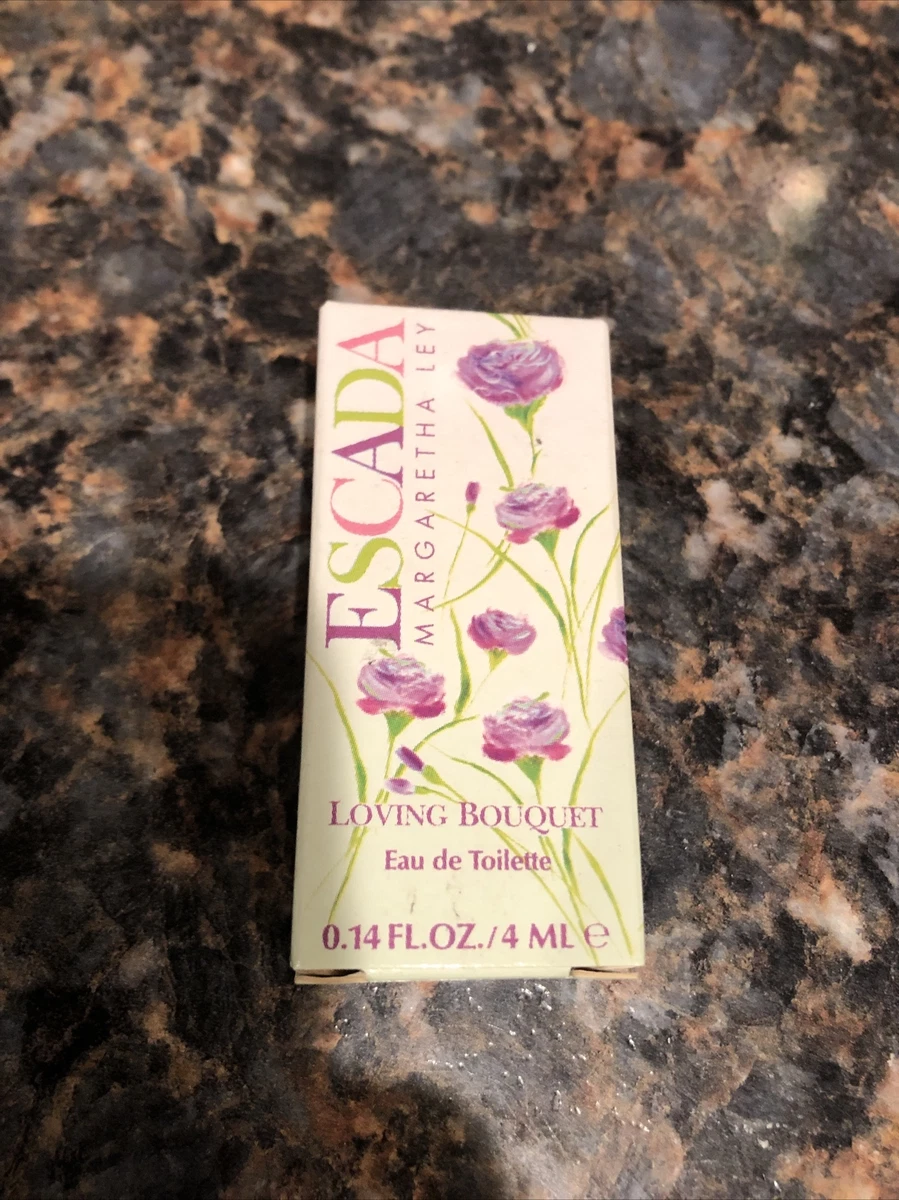 ESCADA
MARGARETHA LEY
LOVING BOUQUET
Eau de Toilette
0.14 FL.OZ./4 ML ℮